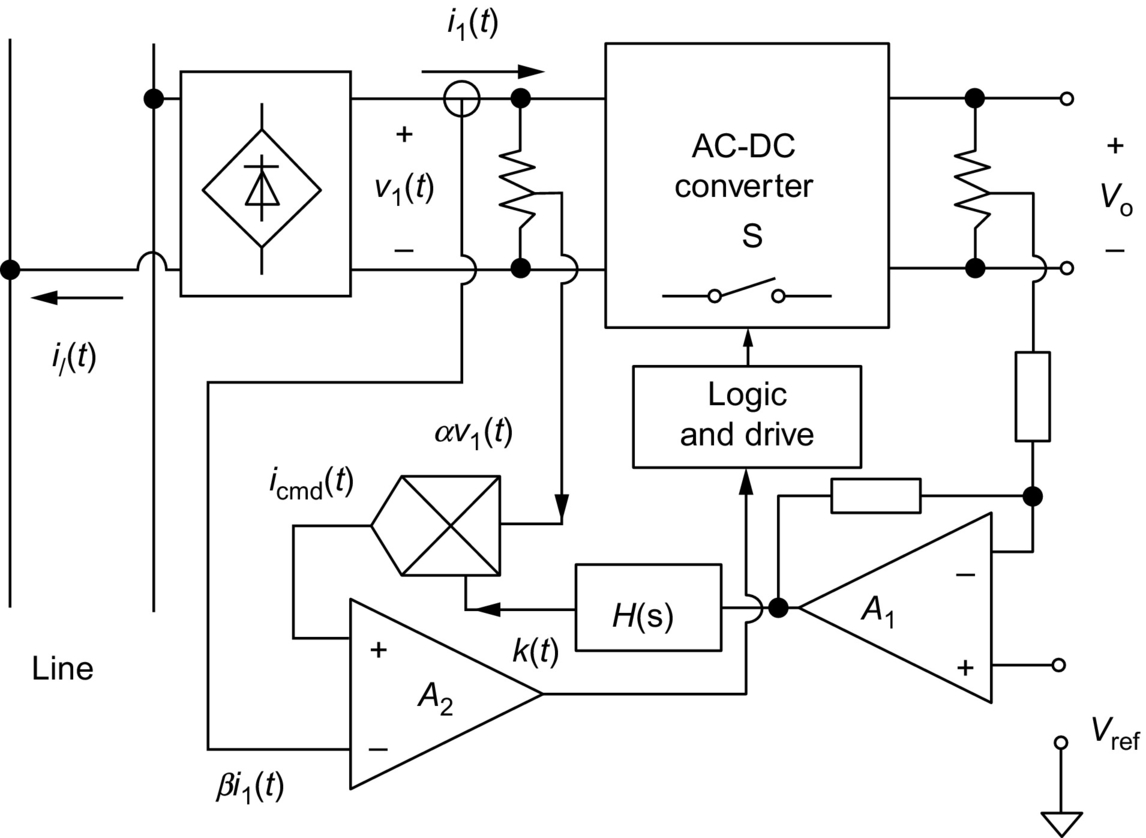 i1(t)
+
v1(t)
–
AC-DC
converter
S
+
Vo
–
il(t)
Logic
and drive
αv1(t)
icmd(t)
–
A1
+
H(s)
k(t)
+
A2
–
Line
Vref
βi1(t)